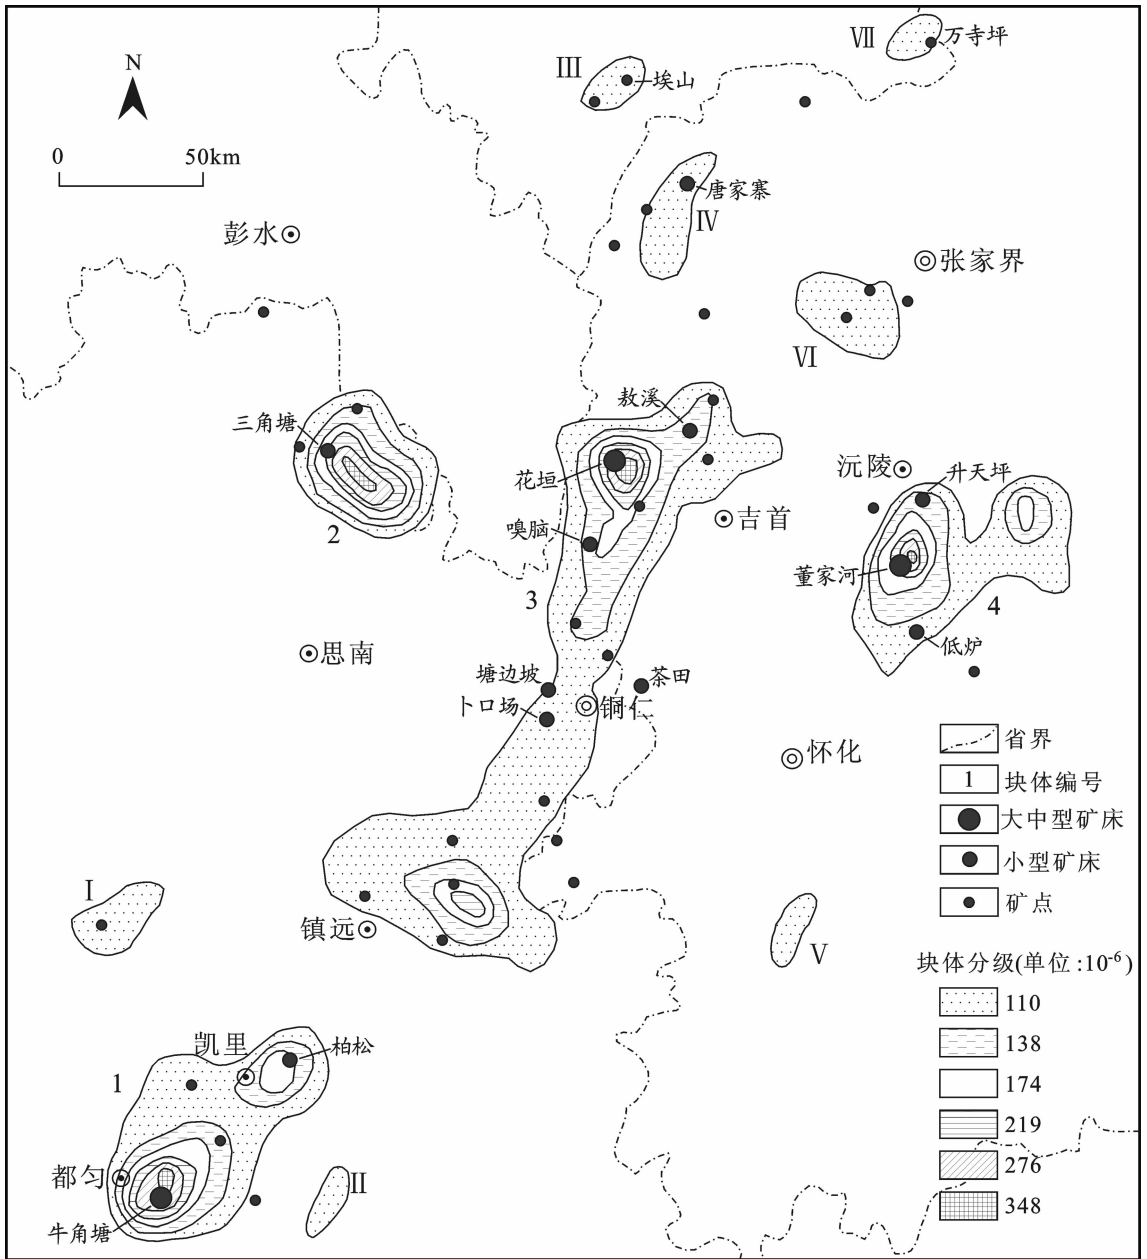 Ⅶ
万寺坪
N
Ⅲ
埃山
0
50km
唐家寨
Ⅳ
彭水
张家界
Ⅵ
敖溪
三角塘
沅陵
升天坪
花垣
吉首
2
嗅脑
董家河
3
4
思南
低炉
塘边坡
茶田
卜口场
铜仁
怀化
省界
1
块体编号
大中型矿床
小型矿床
Ⅰ
矿点
镇远
Ⅴ
块体分级(单位:10-6)
110
凯里
柏松
138
1
174
219
都匀
Ⅱ
276
348
牛角塘